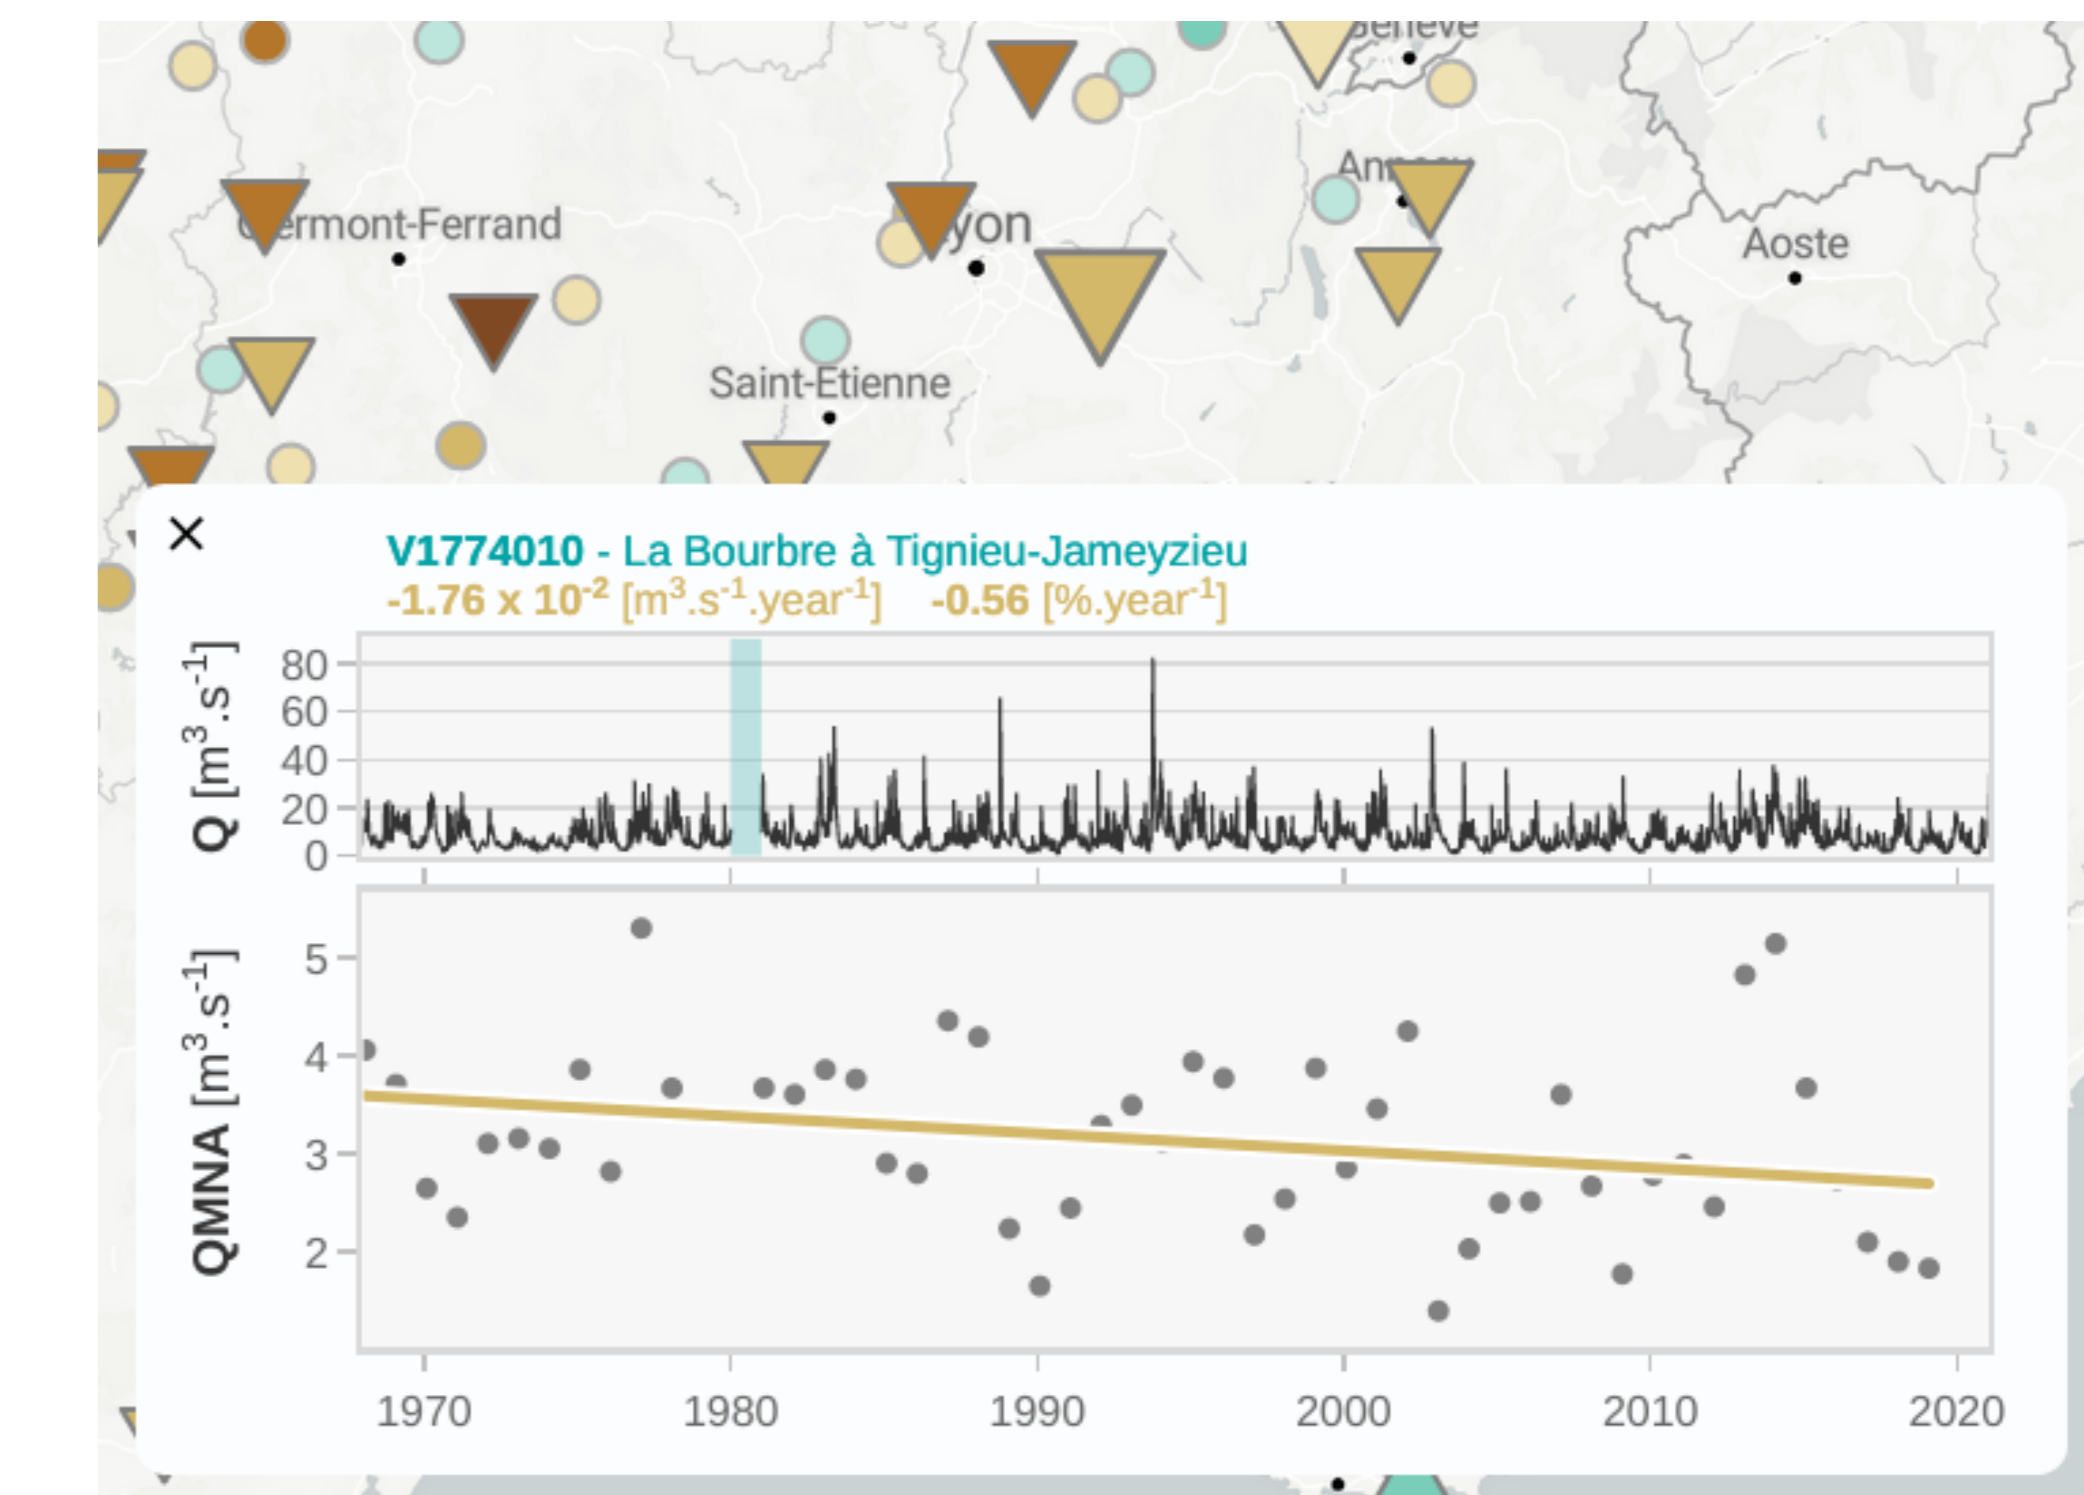 Genève
Annecy
Clermont-Ferrand
Lyon
Aoste
Saint-Etienne
V1774010 - La Bourbre à Tignieu-Jameyzieu
-1.76 x 10⁻² [m³.s⁻¹.year⁻¹] -0.56 [%.year⁻¹]
Q [m³.s⁻¹]
80
60
40
20
0
QMNA [m³.s⁻¹]
5
4
3
2
1970 1980 1990 2000 2010 2020